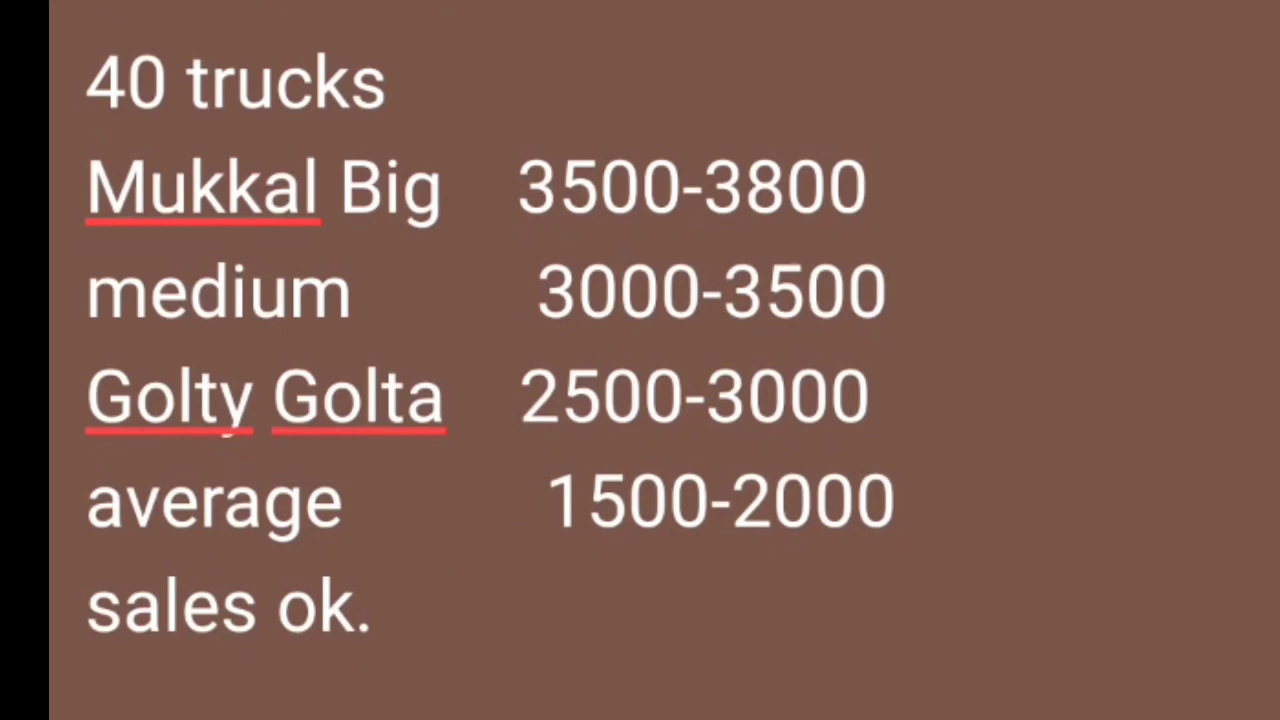 40 trucks
Mukkal Big 3500-3800
medium 3000-3500
Golty Golta 2500-3000
average 1500-2000
sales ok.